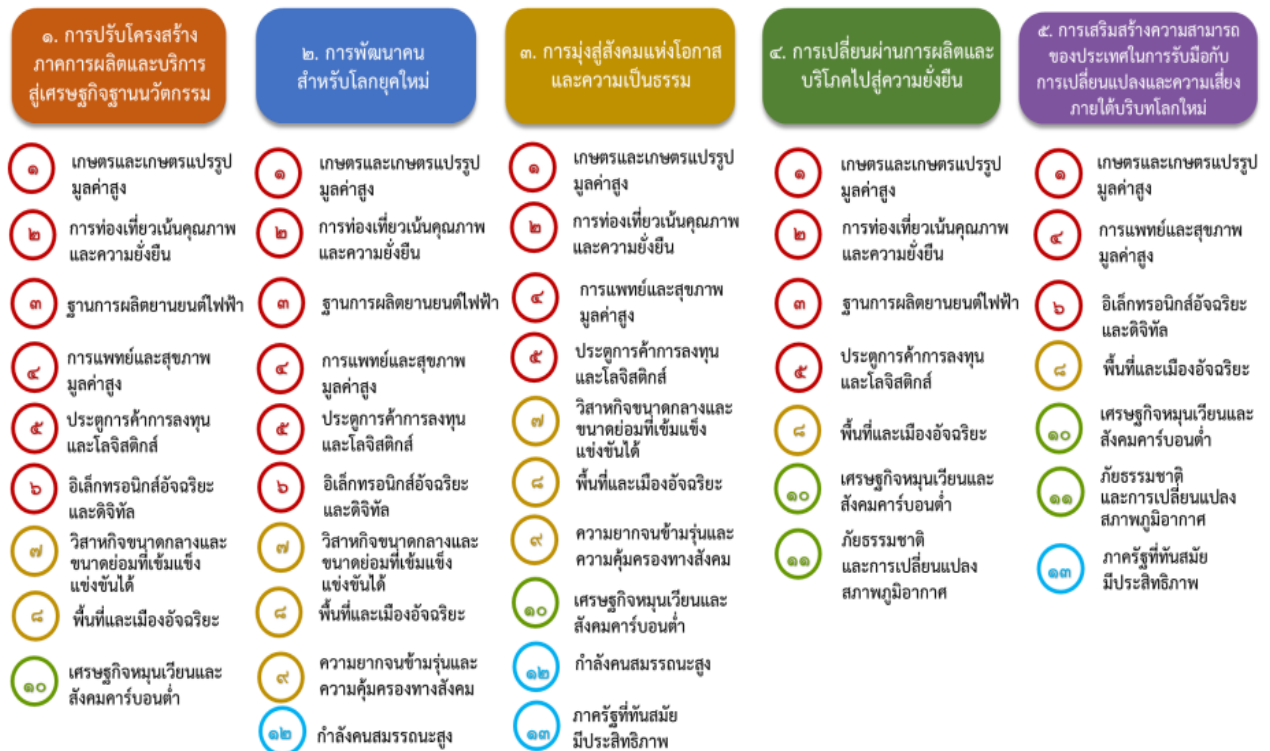 ๑. การปรับโครงสร้าง
ภาคการผลิตและบริการ
สู่เศรษฐกิจฐานนวัตกรรม
๑
เกษตรและเกษตรแปรรูป
มูลค่าสูง
๒
การท่องเที่ยวเน้นคุณภาพ
และความยั่งยืน
๓
ฐานการผลิตยานยนต์ไฟฟ้า
๔
การแพทย์และสุขภาพ
มูลค่าสูง
๕
ประตูการค้าการลงทุน
และโลจิสติกส์
๖
อิเล็กทรอนิกส์อัจฉริยะ
และดิจิทัล
๗
วิสาหกิจขนาดกลางและ
ขนาดย่อมที่เข้มแข็ง
แข่งขันได้
๘
พื้นที่และเมืองอัจฉริยะ
๑๐
เศรษฐกิจหมุนเวียนและ
สังคมคาร์บอนต่ำ
๒. การพัฒนาคน
สำหรับโลกยุคใหม่
๑
เกษตรและเกษตรแปรรูป
มูลค่าสูง
๒
การท่องเที่ยวเน้นคุณภาพ
และความยั่งยืน
๓
ฐานการผลิตยานยนต์ไฟฟ้า
๔
การแพทย์และสุขภาพ
มูลค่าสูง
๕
ประตูการค้าการลงทุน
และโลจิสติกส์
๖
อิเล็กทรอนิกส์อัจฉริยะ
และดิจิทัล
๗
วิสาหกิจขนาดกลางและ
ขนาดย่อมที่เข้มแข็ง
แข่งขันได้
๘
พื้นที่และเมืองอัจฉริยะ
๙
ความยากจนข้ามรุ่นและ
ความคุ้มครองทางสังคม
๑๒
กำลังคนสมรรถนะสูง
๓. การมุ่งสู่สังคมแห่งโอกาส
และความเป็นธรรม
๑
เกษตรและเกษตรแปรรูป
มูลค่าสูง
๒
การท่องเที่ยวเน้นคุณภาพ
และความยั่งยืน
๔
การแพทย์และสุขภาพ
มูลค่าสูง
๕
ประตูการค้าการลงทุน
และโลจิสติกส์
๗
วิสาหกิจขนาดกลางและ
ขนาดย่อมที่เข้มแข็ง
แข่งขันได้
๘
พื้นที่และเมืองอัจฉริยะ
๙
ความยากจนข้ามรุ่นและ
ความคุ้มครองทางสังคม
๑๐
เศรษฐกิจหมุนเวียนและ
สังคมคาร์บอนต่ำ
๑๒
กำลังคนสมรรถนะสูง
๑๓
ภาครัฐที่ทันสมัย
มีประสิทธิภาพ
๔. การเปลี่ยนผ่านการผลิตและ
บริโภคไปสู่ความยั่งยืน
๑
เกษตรและเกษตรแปรรูป
มูลค่าสูง
๒
การท่องเที่ยวเน้นคุณภาพ
และความยั่งยืน
๓
ฐานการผลิตยานยนต์ไฟฟ้า
๕
ประตูการค้าการลงทุน
และโลจิสติกส์
๘
พื้นที่และเมืองอัจฉริยะ
๑๐
เศรษฐกิจหมุนเวียนและ
สังคมคาร์บอนต่ำ
๑๑
ภัยธรรมชาติ
และการเปลี่ยนแปลง
สภาพภูมิอากาศ
๕. การเสริมสร้างความสามารถ
ของประเทศในการรับมือกับ
การเปลี่ยนแปลงและความเสี่ยง
ภายใต้บริบทโลกใหม่
๑
เกษตรและเกษตรแปรรูป
มูลค่าสูง
๔
การแพทย์และสุขภาพ
มูลค่าสูง
๖
อิเล็กทรอนิกส์อัจฉริยะ
และดิจิทัล
๘
พื้นที่และเมืองอัจฉริยะ
๑๐
เศรษฐกิจหมุนเวียนและ
สังคมคาร์บอนต่ำ
๑๑
ภัยธรรมชาติ
และการเปลี่ยนแปลง
สภาพภูมิอากาศ
๑๓
ภาครัฐที่ทันสมัย
มีประสิทธิภาพ